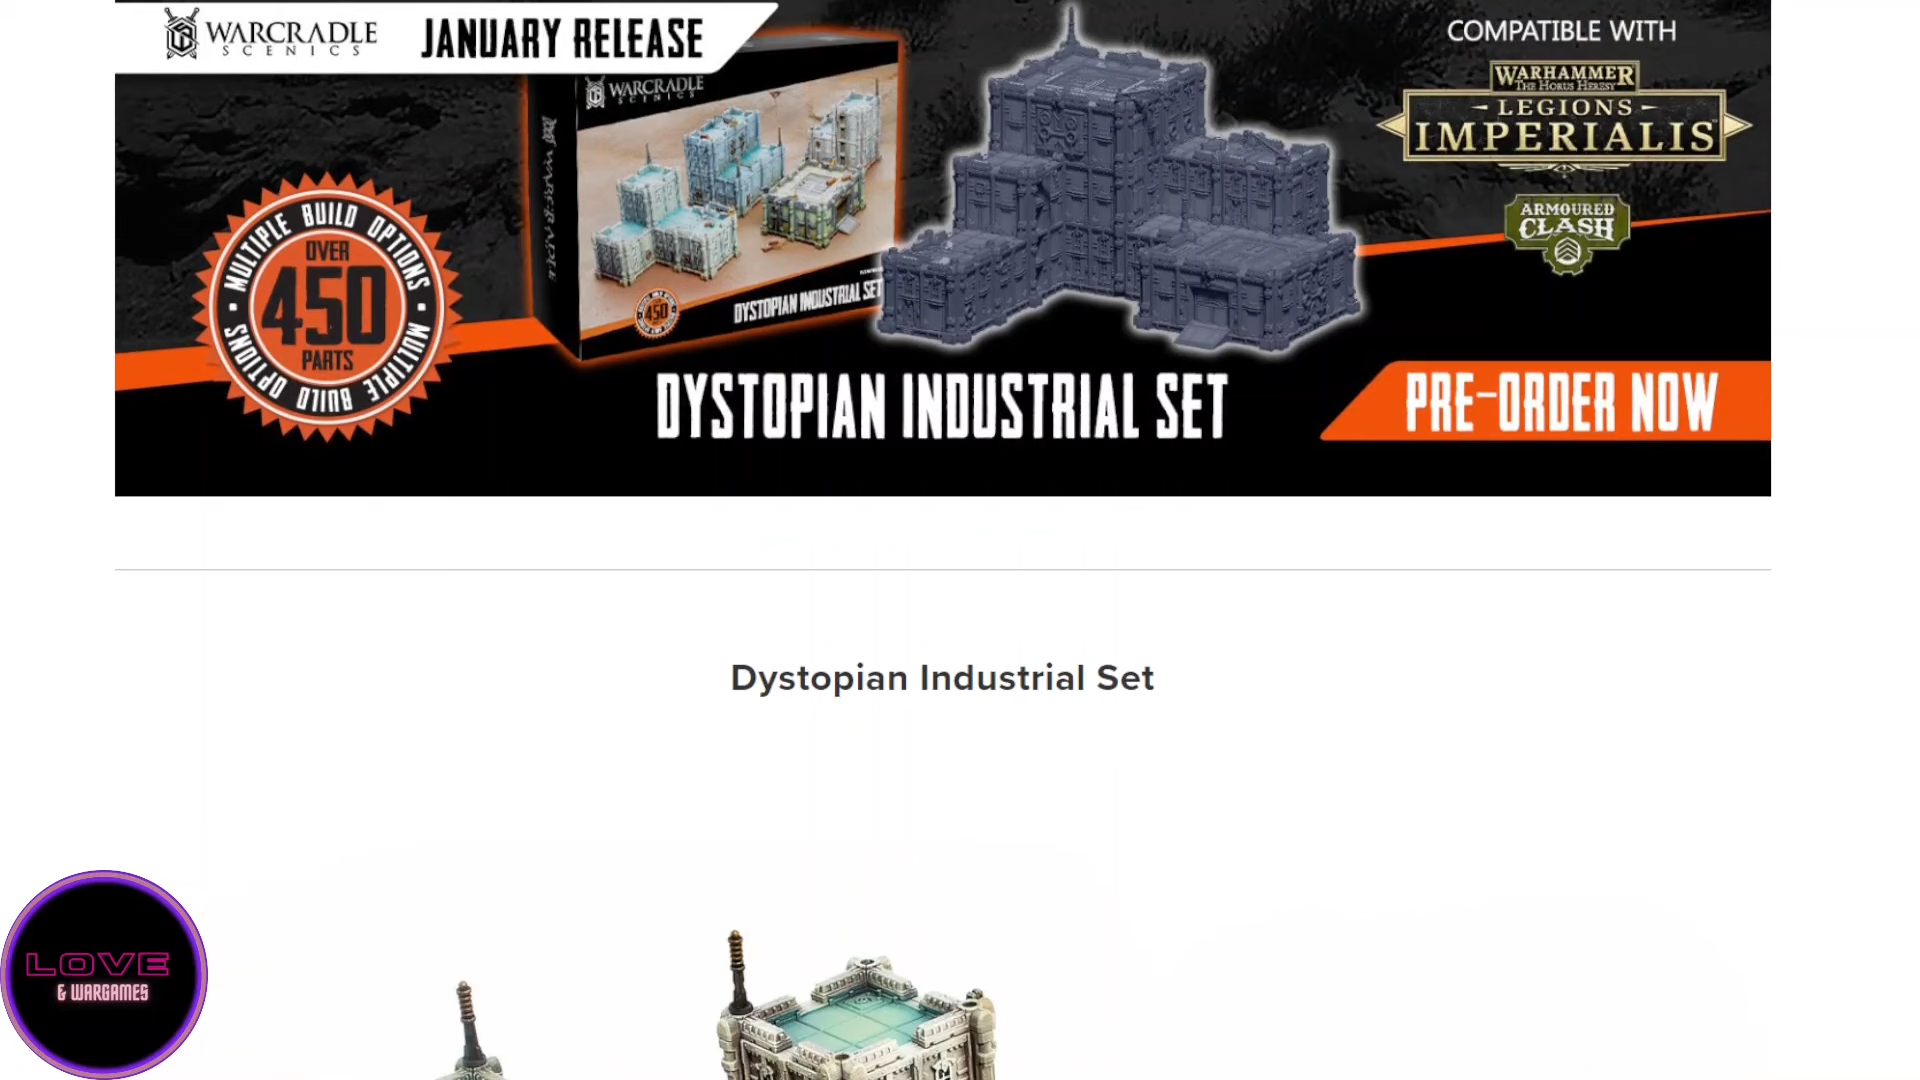 WARCRADLE
SCENICS
JANUARY RELEASE
COMPATIBLE WITH
WARHAMMER
THE HORUS HERESY
LEGIONS
IMPERIALIS
ARMOURED
CLASH
WARCRADLE
SCENICS
MULTIPLE BUILD OPTIONS • MULTIPLE BUILD OPTIONS •
OVER
450
PARTS
450
DYSTOPIAN INDUSTRIAL SET
DYSTOPIAN INDUSTRIAL SET
PRE-ORDER NOW
Dystopian Industrial Set
LOVE
& WARGAMES